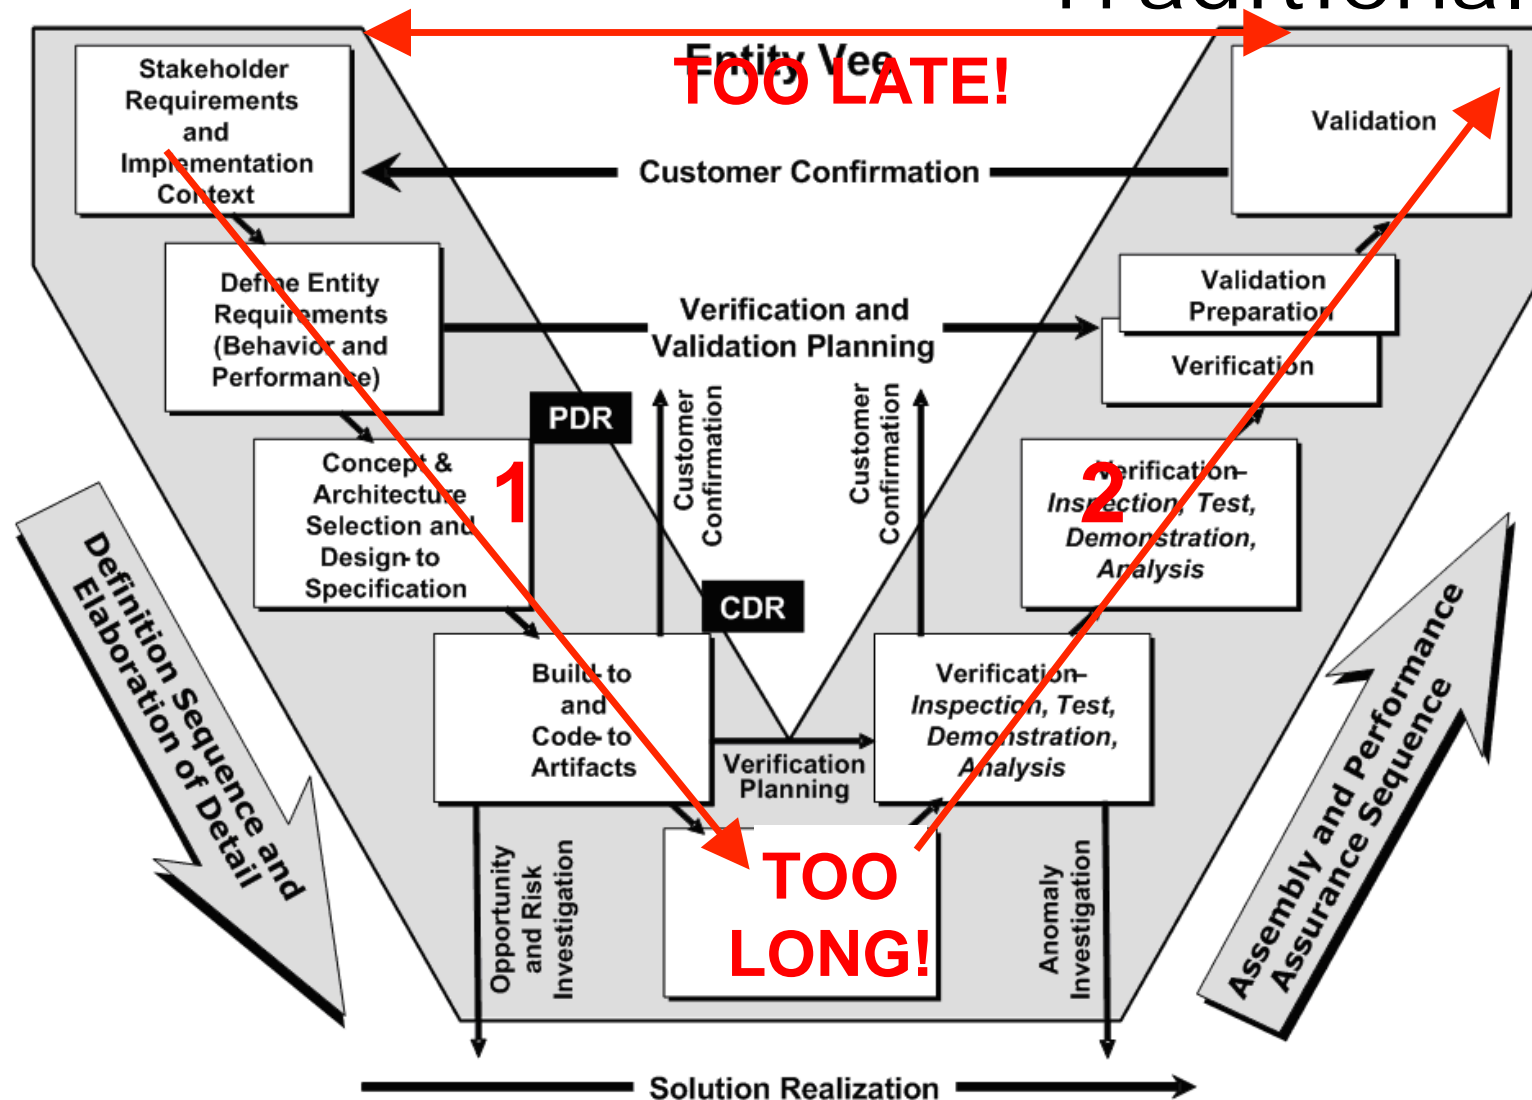 Traditional
Entity Vee
TOO LATE!
Stakeholder
Requirements
and
Implementation
Context
Validation
Customer Confirmation
Define Entity
Requirements
(Behavior and
Performance)
Verification and
Validation Planning
Validation
Preparation
Verification
PDR
Customer
Confirmation
Customer
Confirmation
Concept &
Architecture
Selection and
Design-to
Specification
1
2
Verification–
Inspection, Test,
Demonstration,
Analysis
CDR
Definition Sequence and
Elaboration of Detail
Build-to
and
Code-to
Artifacts
Verification
Planning
Verification–
Inspection, Test,
Demonstration,
Analysis
Assembly and Performance
Assurance Sequence
TOO
LONG!
Opportunity
and Risk
Investigation
Anomaly
Investigation
Solution Realization